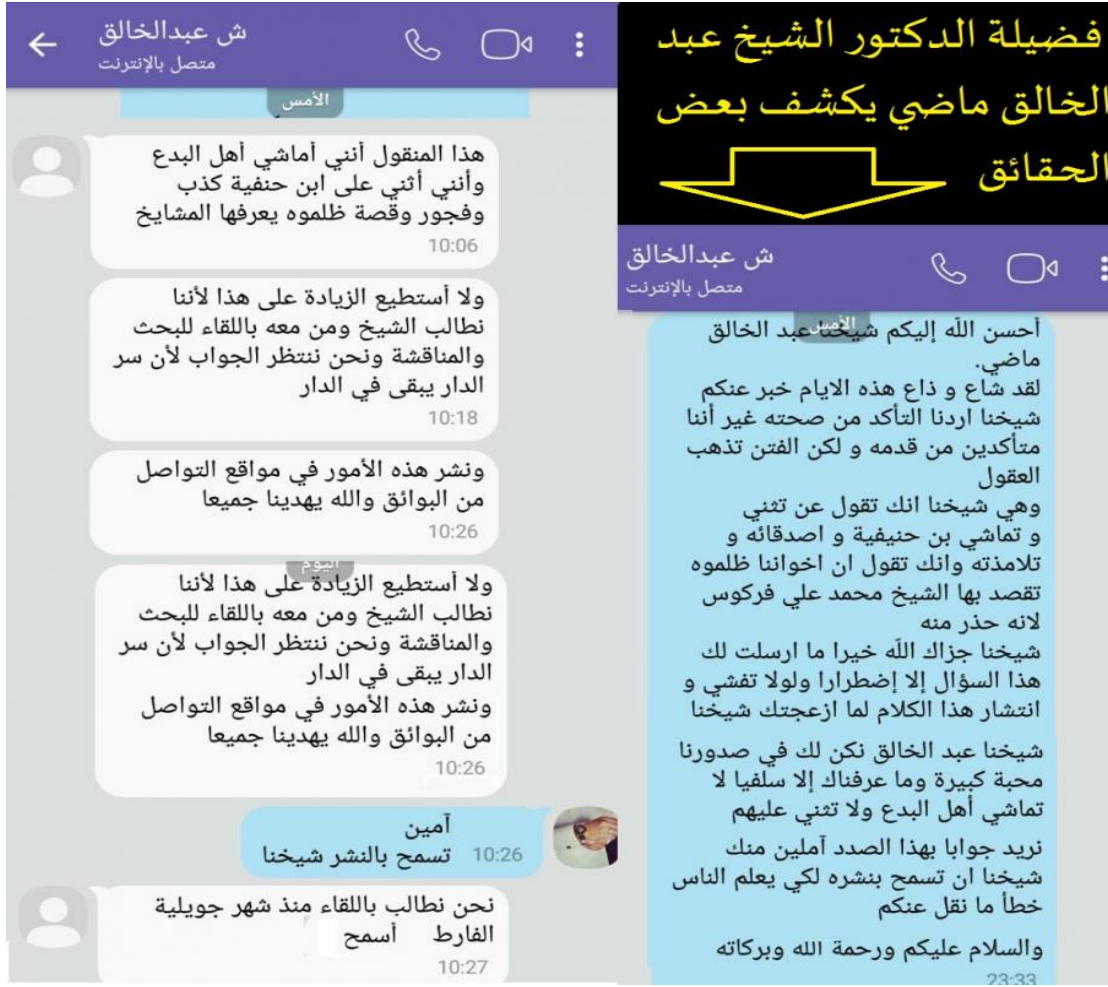 فضيلة الدكتور الشيخ عبد
الخالق ماضي يكشف بعض
الحقائق
ش عبدالخالق
متصل بالإنترنت
الأمس
أحسن الله إليكم شيخنا عبد الخالق
ماضي.
لقد شاع و ذاع هذه الايام خبر عنكم
شيخنا اردنا التأكد من صحته غير أننا
متأكدين من قدمه و لكن الفتن تذهب
العقول
وهي شيخنا انك تقول عن تثني
و تماشي بن حنيفية و اصدقائه و
تلامذته وانك تقول ان اخواننا ظلموه
تقصد بها الشيخ محمد علي فركوس
لانه حذر منه
شيخنا جزاك الله خيرا ما ارسلت لك
هذا السؤال إلا إضطرارا ولولا تفشي و
انتشار هذا الكلام لما ازعجتك شيخنا
شيخنا عبد الخالق نكن لك في صدورنا
محبة كبيرة وما عرفناك إلا سلفيا لا
تماشي أهل البدع ولا تثني عليهم
نريد جوابا بهذا الصدد آملين منك
شيخنا ان تسمح بنشره لكي يعلم الناس
خطأ ما نقل عنكم
والسلام عليكم ورحمة الله وبركاته
23:33
ش عبدالخالق
متصل بالإنترنت
الأمس
هذا المنقول أنني أماشي أهل البدع
وأنني أثني على ابن حنفية كذب
وفجور وقصة ظلموه يعرفها المشايخ
10:06
ولا أستطيع الزيادة على هذا لأننا
نطالب الشيخ ومن معه باللقاء للبحث
والمناقشة ونحن ننتظر الجواب لأن سر
الدار يبقى في الدار
10:18
ونشر هذه الأمور في مواقع التواصل
من البوائق والله يهدينا جميعا
10:26
اليوم
ولا أستطيع الزيادة على هذا لأننا
نطالب الشيخ ومن معه باللقاء للبحث
والمناقشة ونحن ننتظر الجواب لأن سر
الدار يبقى في الدار
ونشر هذه الأمور في مواقع التواصل
من البوائق والله يهدينا جميعا
10:26
آمين
تسمح بالنشر شيخنا 10:26
نحن نطالب باللقاء منذ شهر جويلية
الفارط أسمح
10:27